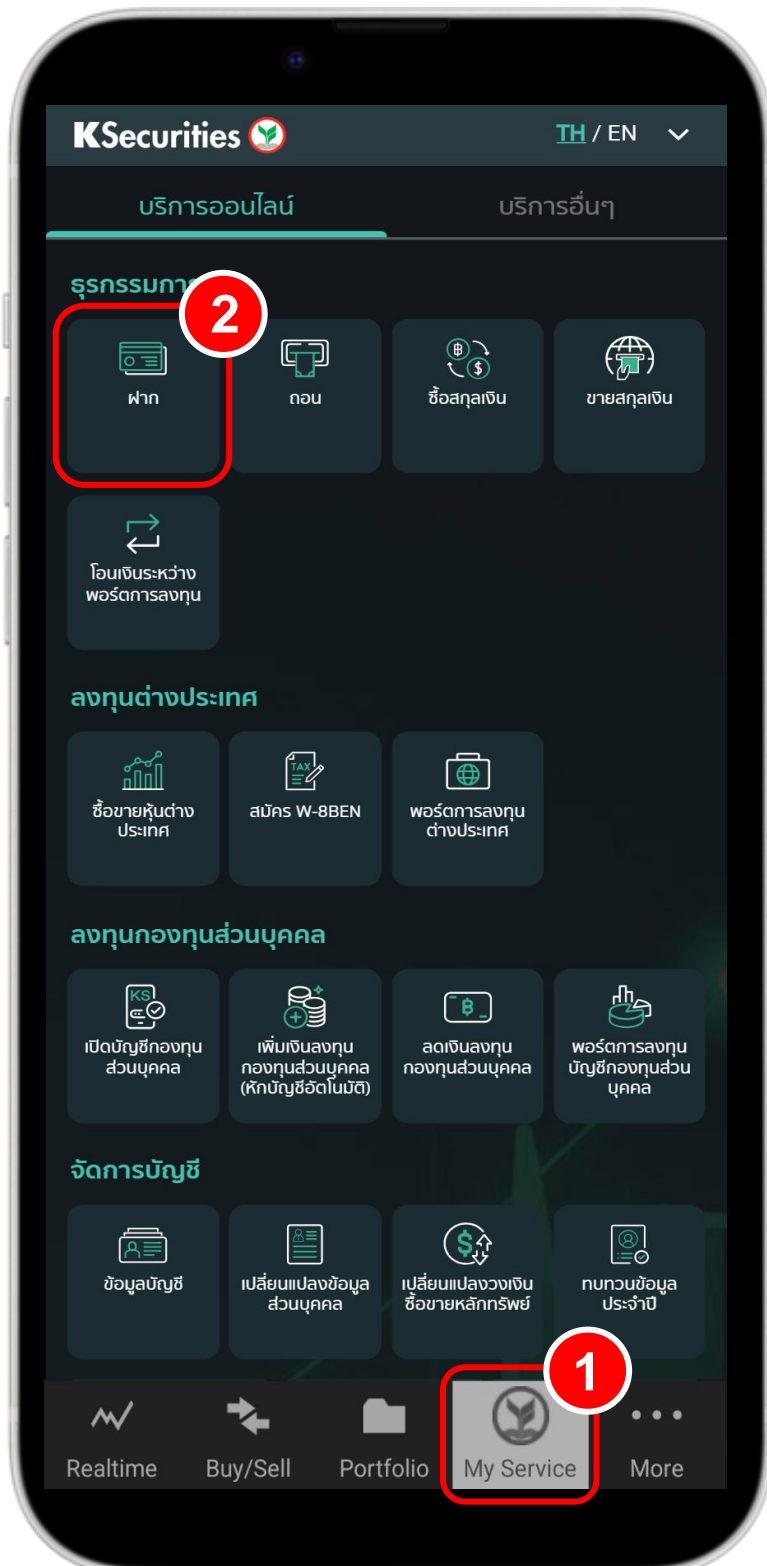 KSecurities
TH / EN
บริการออนไลน์
บริการอื่นๆ
ธุรกรรมการ
2
ฝาก
ถอน
ซื้อสกุลเงิน
ขายสกุลเงิน
โอนเงินระหว่าง
พอร์ตการลงทุน
ลงทุนต่างประเทศ
ซื้อขายหุ้นต่าง
ประเทศ
TAX
สมัคร W-8BEN
พอร์ตการลงทุน
ต่างประเทศ
ลงทุนกองทุนส่วนบุคคล
KS
เปิดบัญชีกองทุน
ส่วนบุคคล
เพิ่มเงินลงทุน
กองทุนส่วนบุคคล
(หักบัญชีอัตโนมัติ)
ลดเงินลงทุน
กองทุนส่วนบุคคล
พอร์ตการลงทุน
บัญชีกองทุนส่วน
บุคคล
จัดการบัญชี
ข้อมูลบัญชี
เปลี่ยนแปลงข้อมูล
ส่วนบุคคล
เปลี่ยนแปลงวงเงิน
ซื้อขายหลักทรัพย์
ทบทวนข้อมูล
ประจำปี
1
Realtime
Buy/Sell
Portfolio
My Service
More